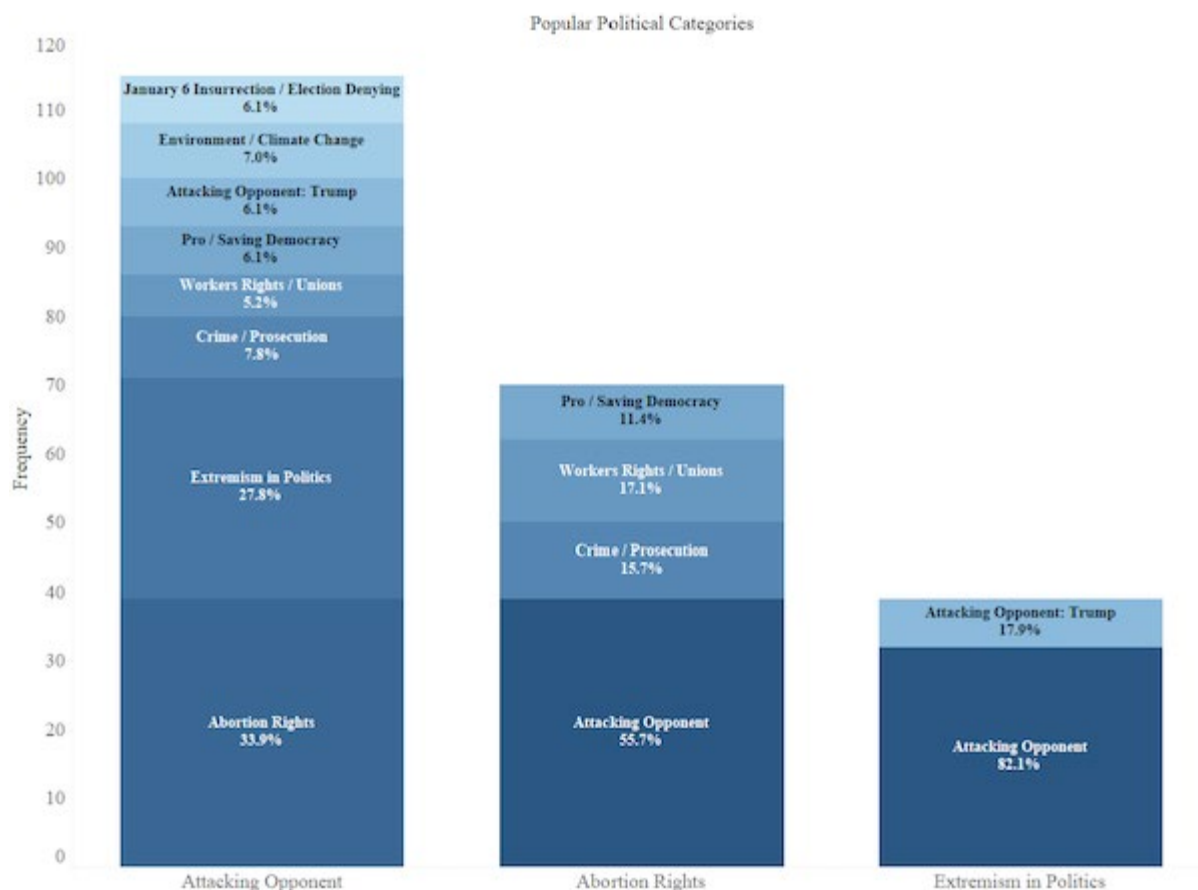 Popular Political Categories
120
110
100
90
80
70
60
50
40
30
20
10
0
Frequency
January 6 Insurrection / Election Denying
6.1%
Environment / Climate Change
7.0%
Attacking Opponent: Trump
6.1%
Pro / Saving Democracy
6.1%
Workers Rights / Unions
5.2%
Crime / Prosecution
7.8%
Extremism in Politics
27.8%
Abortion Rights
33.9%
Attacking Opponent
Pro / Saving Democracy
11.4%
Workers Rights / Unions
17.1%
Crime / Prosecution
15.7%
Attacking Opponent
55.7%
Abortion Rights
Attacking Opponent: Trump
17.9%
Attacking Opponent
82.1%
Extremism in Politics